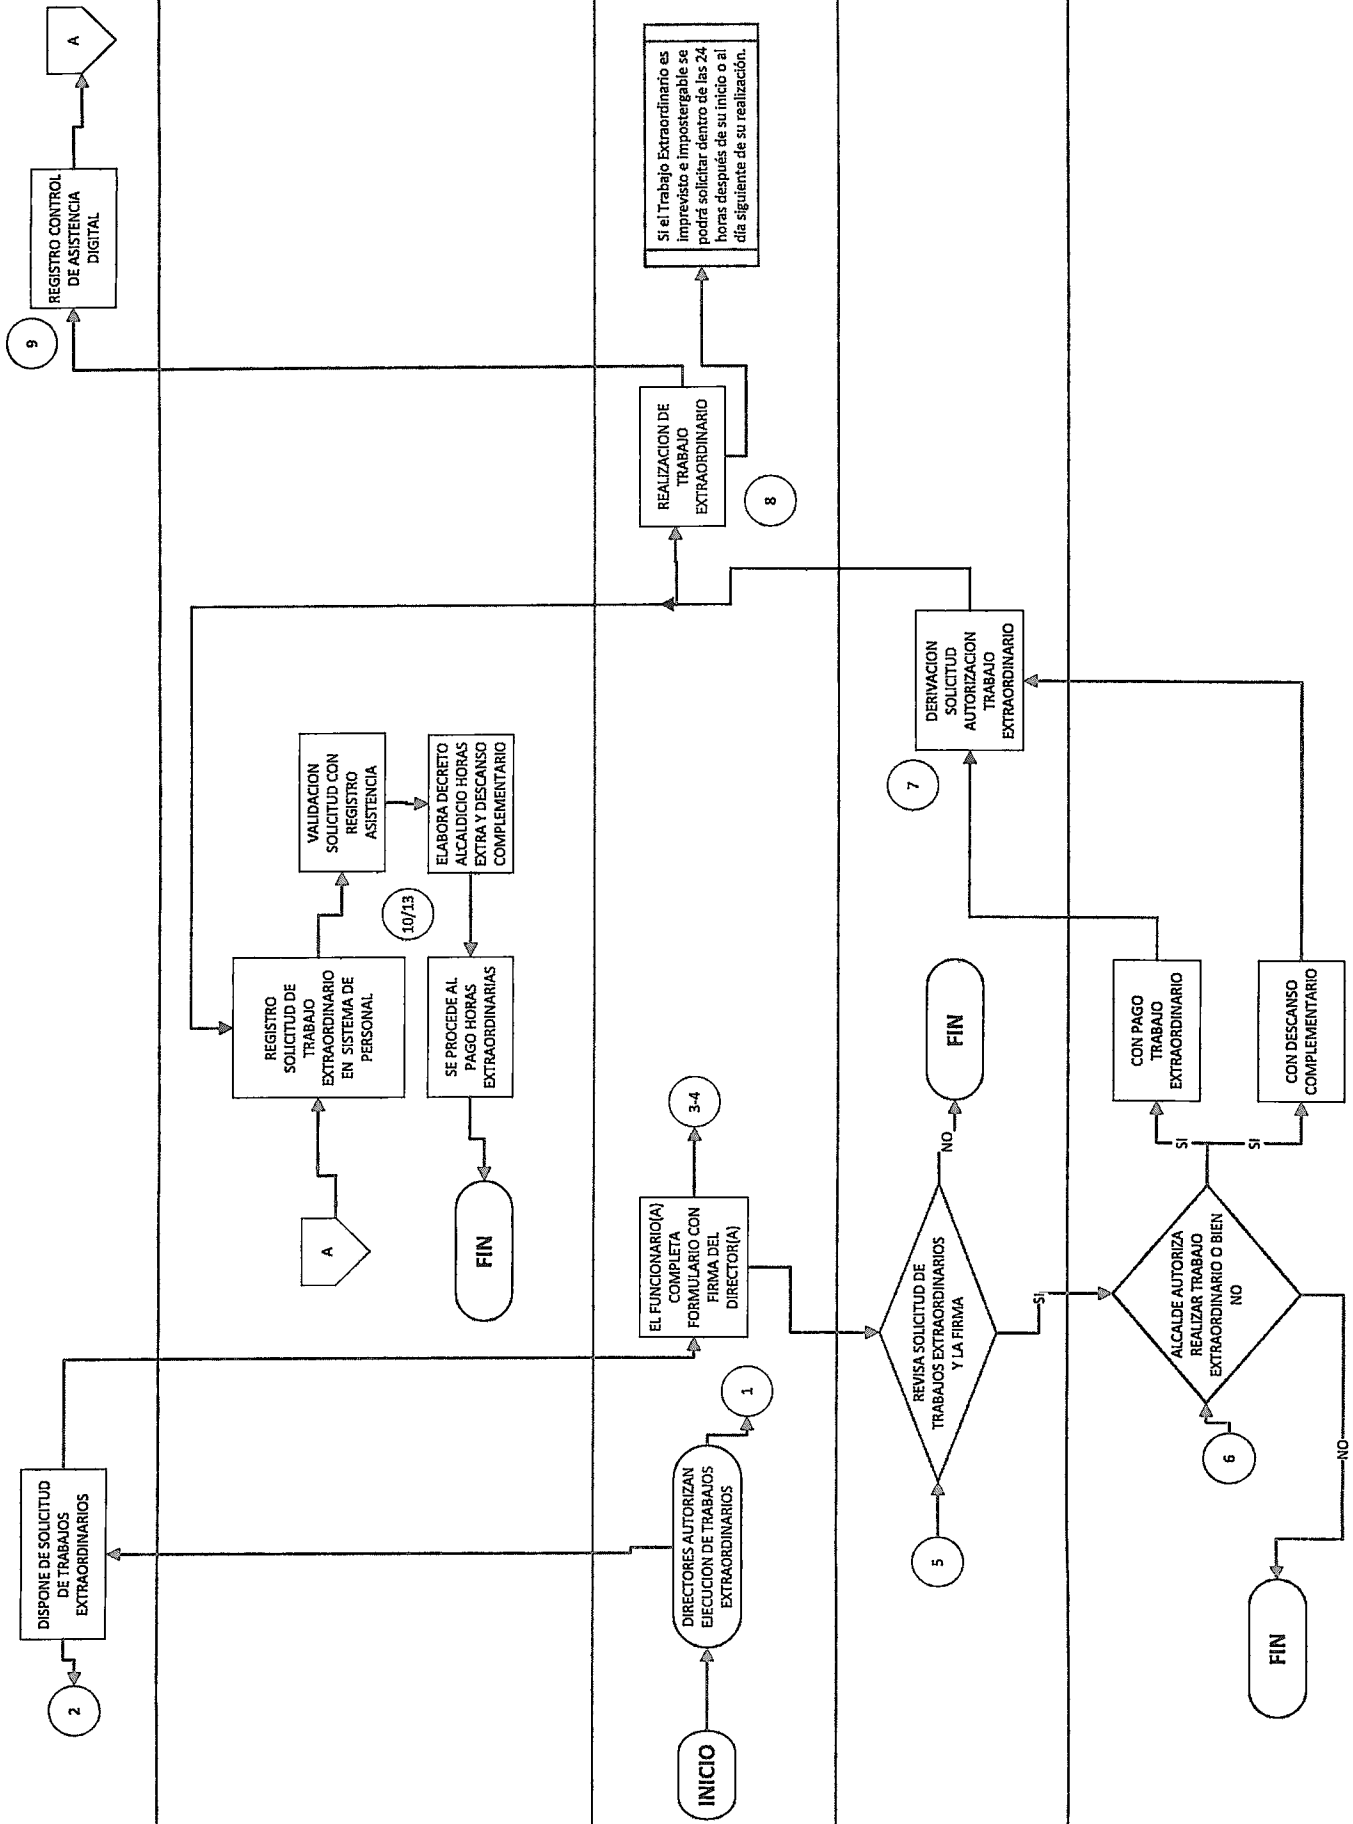 A
REGISTRO CONTROL
DE ASISTENCIA
DIGITAL
9
DISPONE DE SOLICITUD
DE TRABAJOS
EXTRAORDINARIOS
2
REGISTRO
SOLICITUD DE
TRABAJO
EXTRAORDINARIO
EN SISTEMA DE
PERSONAL
VALIDACION
SOLICITUD CON
REGISTRO
ASISTENCIA
10/13
ELABORA DECRETO
ALCALDICIO HORAS
EXTRA Y DESCANSO
COMPLEMENTARIO
SE PROCEDE AL
PAGO HORAS
EXTRAORDINARIAS
A
FIN
INICIO
DIRECTORES AUTORIZAN
EJECUCION DE TRABAJOS
EXTRAORDINARIOS
1
EL FUNCIONARIO(A)
COMPLETA
FORMULARIO CON
FIRMA DEL
DIRECTOR(A)
3-4
REALIZACION DE
TRABAJO
EXTRAORDINARIO
8
Si el Trabajo Extraordinario es
imprevisto e impostergable se
podrá solicitar dentro de las 24
horas después de su inicio o al
día siguiente de su realización.
5
REVISA SOLICITUD DE
TRABAJOS EXTRAORDINARIOS
Y LA FIRMA
NO
FIN
SI
7
DERIVACION
SOLICITUD
AUTORIZACION
TRABAJO
EXTRAORDINARIO
6
ALCALDE AUTORIZA
REALIZAR TRABAJO
EXTRAORDINARIO O BIEN
NO
SI
SI
CON PAGO
TRABAJO
EXTRAORDINARIO
CON DESCANSO
COMPLEMENTARIO
NO
FIN